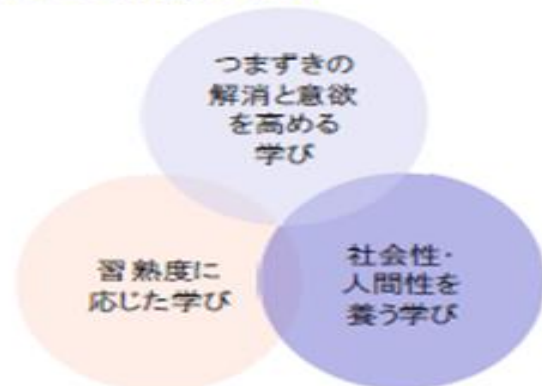 つまずきの
解消と意欲
を高める
学び
習熟度に
応じた学び
社会性・
人間性を
養う学び